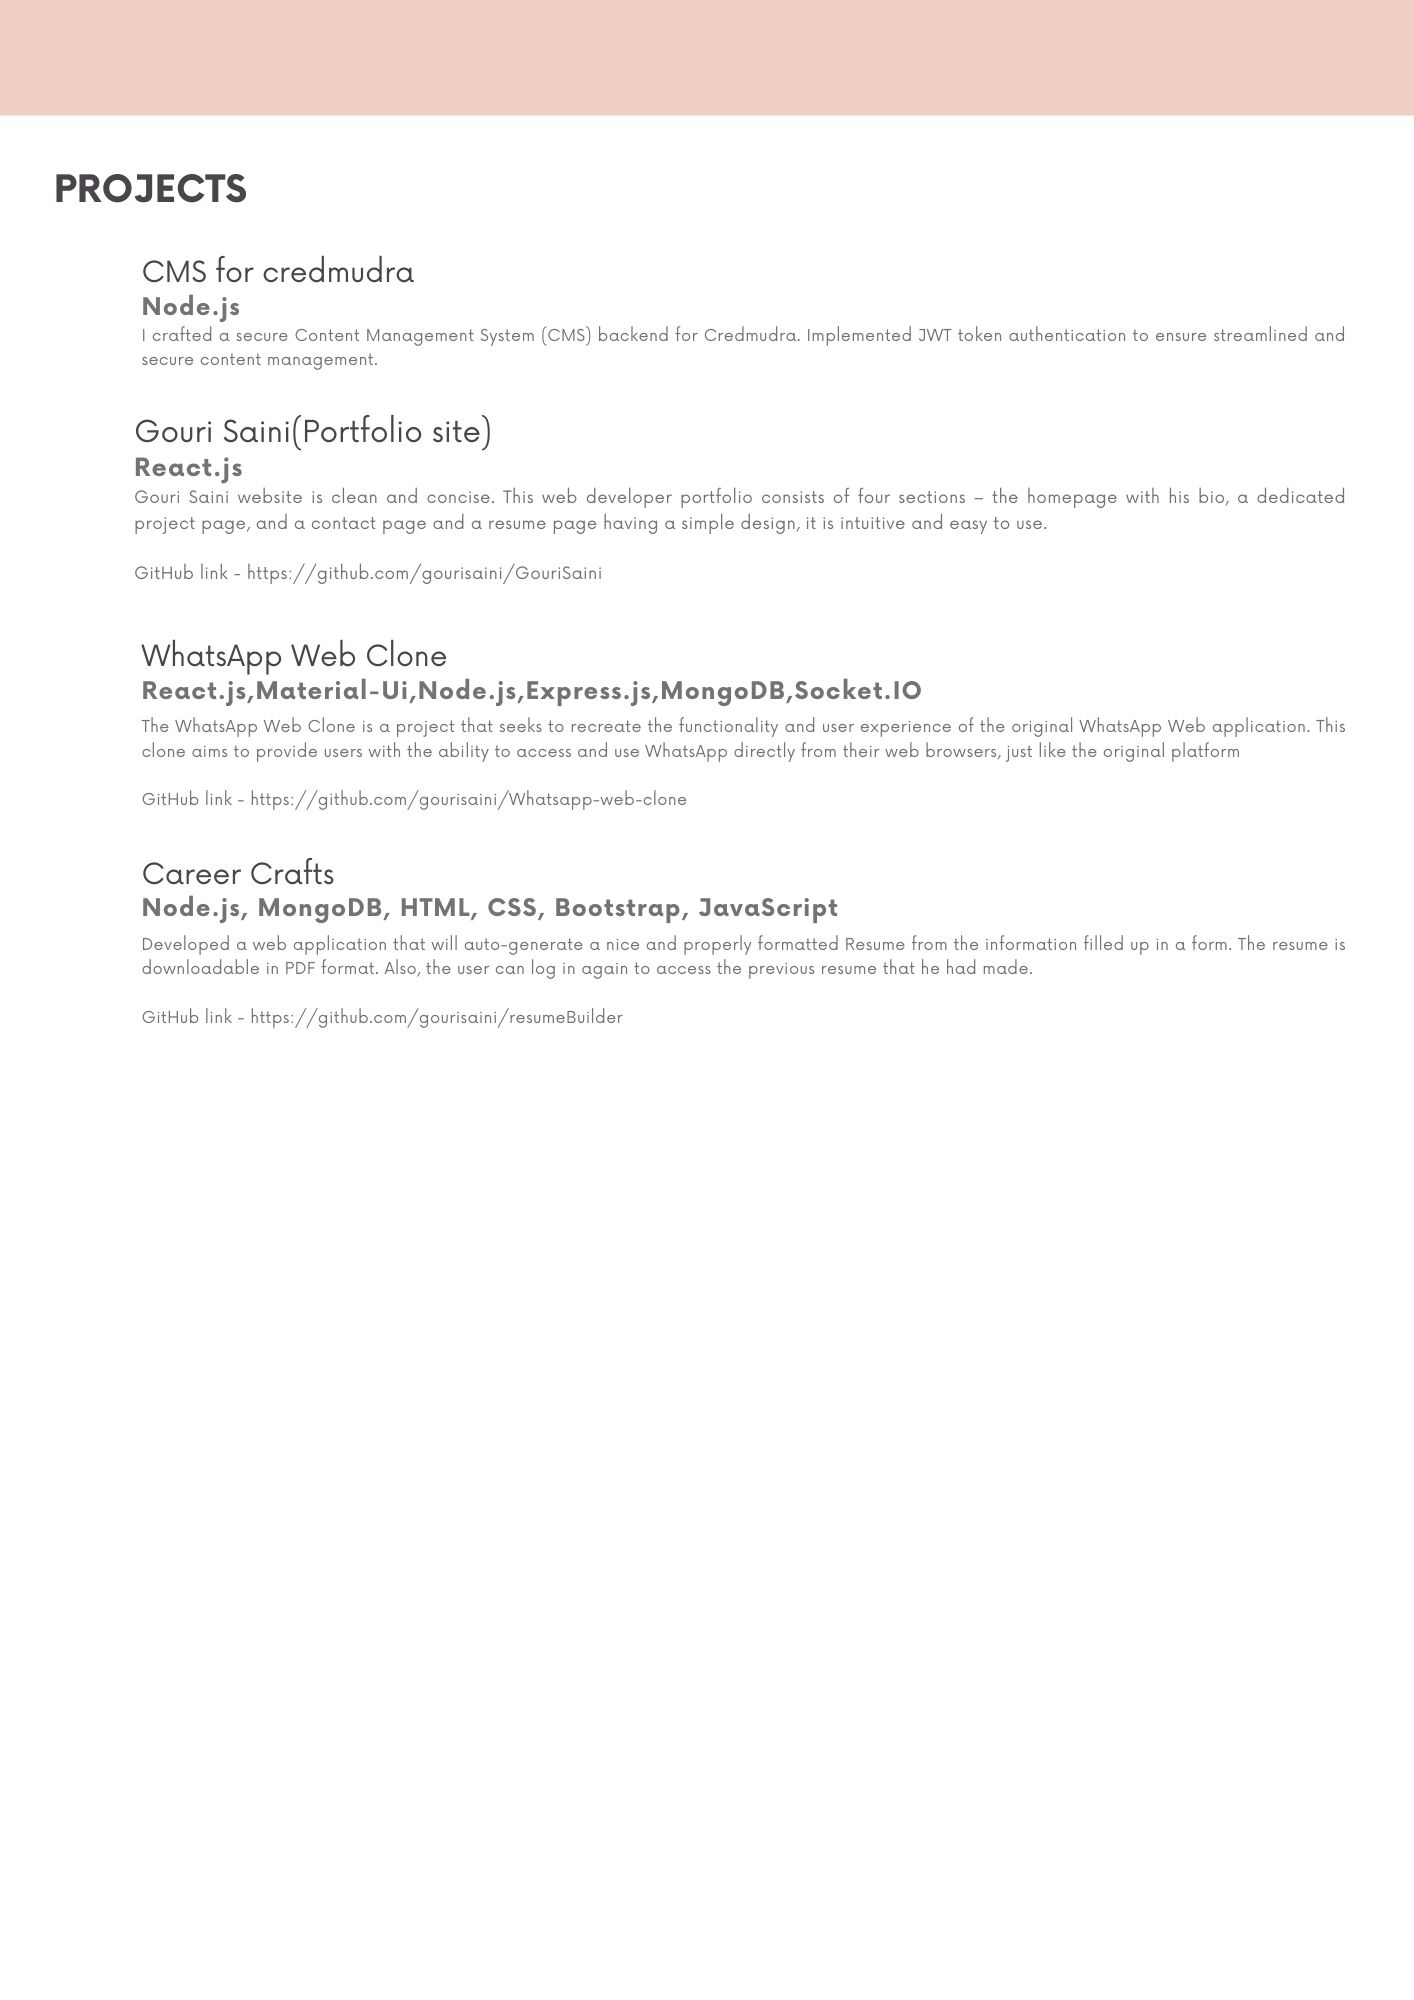 PROJECTS
CMS for credmudra
Node.js
I crafted a secure Content Management System (CMS) backend for Credmudra. Implemented JWT token authentication to ensure streamlined and
secure content management.
Gouri Saini(Portfolio site)
React.js
Gouri Saini website is clean and concise. This web developer portfolio consists of four sections – the homepage with his bio, a dedicated
project page, and a contact page and a resume page having a simple design, it is intuitive and easy to use.
GitHub link - https://github.com/gourisaini/GouriSaini
WhatsApp Web Clone
React.js,Material-Ui,Node.js,Express.js,MongoDB,Socket.IO
The WhatsApp Web Clone is a project that seeks to recreate the functionality and user experience of the original WhatsApp Web application. This
clone aims to provide users with the ability to access and use WhatsApp directly from their web browsers, just like the original platform
GitHub link - https://github.com/gourisaini/Whatsapp-web-clone
Career Crafts
Node.js, MongoDB, HTML, CSS, Bootstrap, JavaScript
Developed a web application that will auto-generate a nice and properly formatted Resume from the information filled up in a form. The resume is
downloadable in PDF format. Also, the user can log in again to access the previous resume that he had made.
GitHub link - https://github.com/gourisaini/resumeBuilder